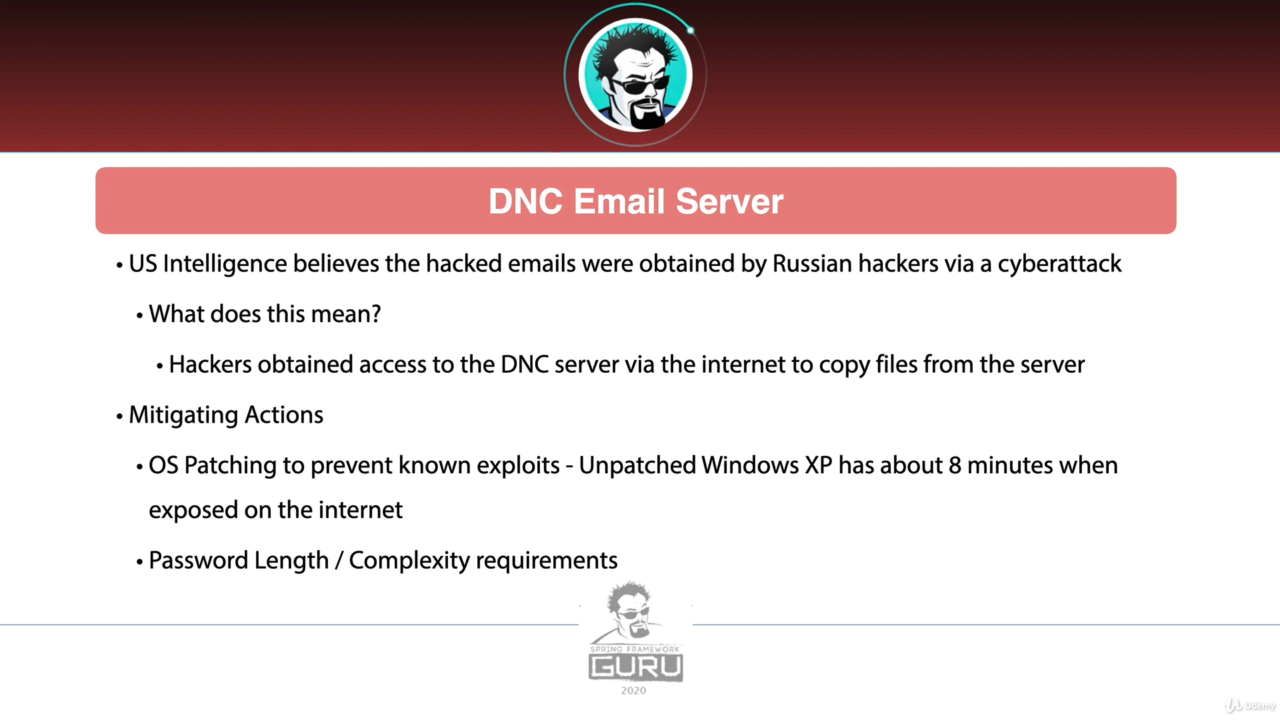 DNC Email Server
• US Intelligence believes the hacked emails were obtained by Russian hackers via a cyberattack
• What does this mean?
• Hackers obtained access to the DNC server via the internet to copy files from the server
• Mitigating Actions
• OS Patching to prevent known exploits - Unpatched Windows XP has about 8 minutes when
exposed on the internet
• Password Length / Complexity requirements
SPRING FRAMEWORK
GURU
2020
Udemy